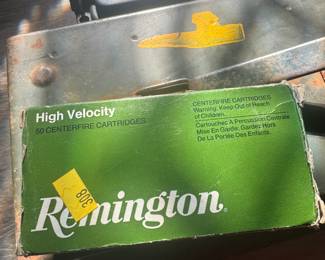 High Velocity
50 CENTERFIRE CARTRIDGES
CENTERFIRE CARTRIDGES
Warning. Keep Out of Reach
of Children.
Cartouches A Percussion Centrale
Mise En Garde. Gardez Hors
De La Portée Des Enfants.
308
Remington®